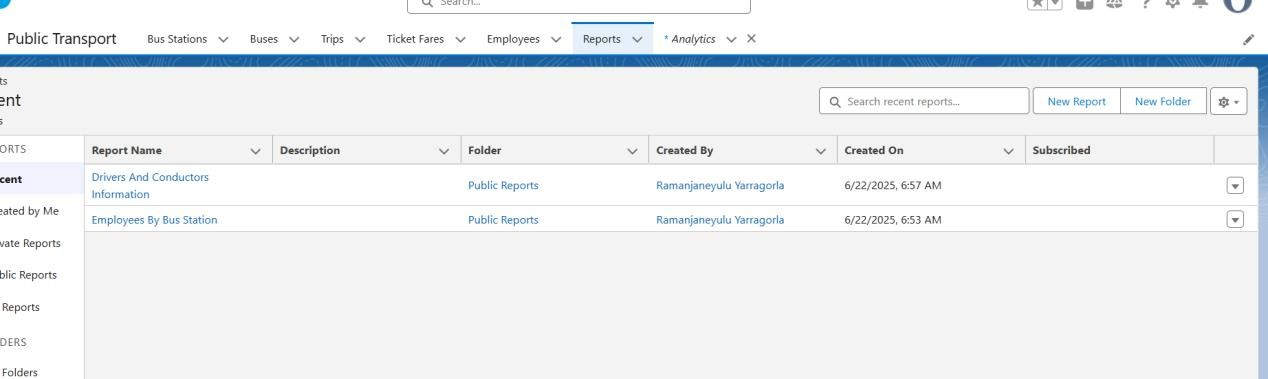 Search...
Public Transport Bus Stations Buses Trips Ticket Fares Employees Reports * Analytics
ts
ent
s
Search recent reports... New Report New Folder
ORTS
Report Name Description Folder Created By Created On Subscribed
cent
Drivers And Conductors
Information
Public Reports Ramanjaneyulu Yarragorla 6/22/2025, 6:57 AM
eated by Me
Employees By Bus Station Public Reports Ramanjaneyulu Yarragorla 6/22/2025, 6:53 AM
vate Reports
blic Reports
Reports
DERS
Folders